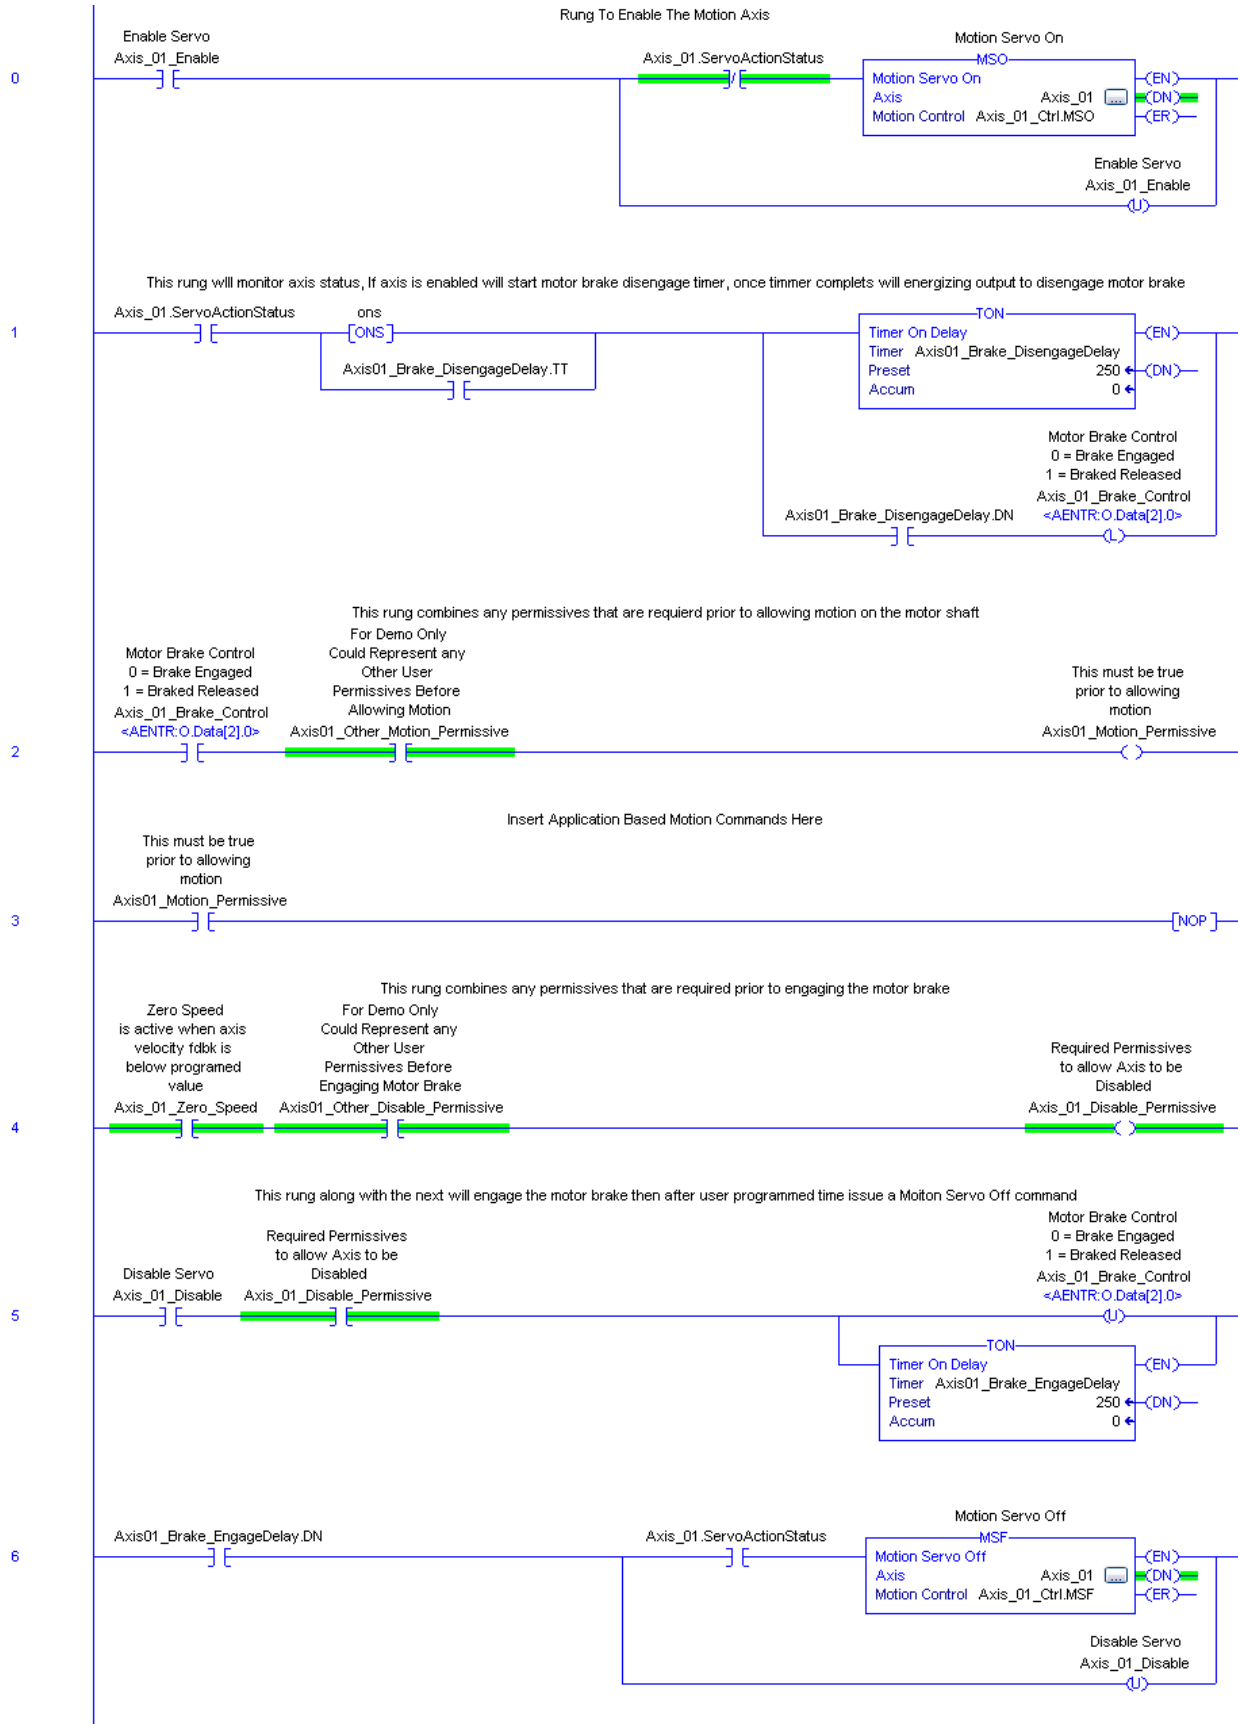 Rung To Enable The Motion Axis
Enable Servo
Axis_01_Enable
Axis_01.ServoActionStatus
Motion Servo On
0
MSO
Motion Servo On
Axis Axis_01 ...
Motion Control Axis_01_Ctrl.MSO
(EN)
(DN)
(ER)
Enable Servo
Axis_01_Enable
(U)
This rung will monitor axis status, If axis is enabled will start motor brake disengage timer, once timmer complets will energizing output to disengage motor brake
1
Axis_01.ServoActionStatus
ons
[ONS]
Axis01_Brake_DisengageDelay.TT
TON
Timer On Delay
Timer Axis01_Brake_DisengageDelay
Preset 250
Accum 0
(EN)
(DN)
Axis01_Brake_DisengageDelay.DN
Motor Brake Control
0 = Brake Engaged
1 = Braked Released
Axis_01_Brake_Control
<AENTR:O.Data[2].0>
(L)
This rung combines any permissives that are requierd prior to allowing motion on the motor shaft
2
Motor Brake Control
0 = Brake Engaged
1 = Braked Released
Axis_01_Brake_Control
<AENTR:O.Data[2].0>
For Demo Only
Could Represent any
Other User
Permissives Before
Allowing Motion
Axis01_Other_Motion_Permissive
This must be true
prior to allowing
motion
Axis01_Motion_Permissive
Insert Application Based Motion Commands Here
3
This must be true
prior to allowing
motion
Axis01_Motion_Permissive
[NOP]
This rung combines any permissives that are required prior to engaging the motor brake
4
Zero Speed
is active when axis
velocity fdbk is
below programed
value
Axis_01_Zero_Speed
For Demo Only
Could Represent any
Other User
Permissives Before
Engaging Motor Brake
Axis01_Other_Disable_Permissive
Required Permissives
to allow Axis to be
Disabled
Axis_01_Disable_Permissive
This rung along with the next will engage the motor brake then after user programmed time issue a Moiton Servo Off command
5
Disable Servo
Axis_01_Disable
Required Permissives
to allow Axis to be
Disabled
Axis_01_Disable_Permissive
Motor Brake Control
0 = Brake Engaged
1 = Braked Released
Axis_01_Brake_Control
<AENTR:O.Data[2].0>
(U)
TON
Timer On Delay
Timer Axis01_Brake_EngageDelay
Preset 250
Accum 0
(EN)
(DN)
6
Axis01_Brake_EngageDelay.DN
Axis_01.ServoActionStatus
Motion Servo Off
MSF
Motion Servo Off
Axis Axis_01 ...
Motion Control Axis_01_Ctrl.MSF
(EN)
(DN)
(ER)
Disable Servo
Axis_01_Disable
(U)